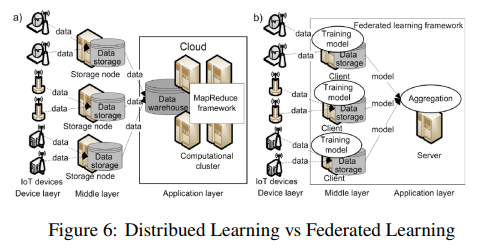 a)
Cloud
data
data
Data
storage
Storage node
data
data
data
Data
storage
Storage node
data
Data
warehouse
MapReduce
framework
data
data
Data
storage
Storage node
data
Computational
cluster
IoT devices
Device laeyr
Middle layer
Application layer
b)
Federated learning framework
Training
model
data
data
Data
storage
Client
model
Training
model
data
data
Data
storage
Client
model
Aggregation
Training
model
data
data
Data
storage
Client
model
Server
IoT devices
Device laeyr
Middle layer
Application layer
Figure 6: Distribued Learning vs Federated Learning